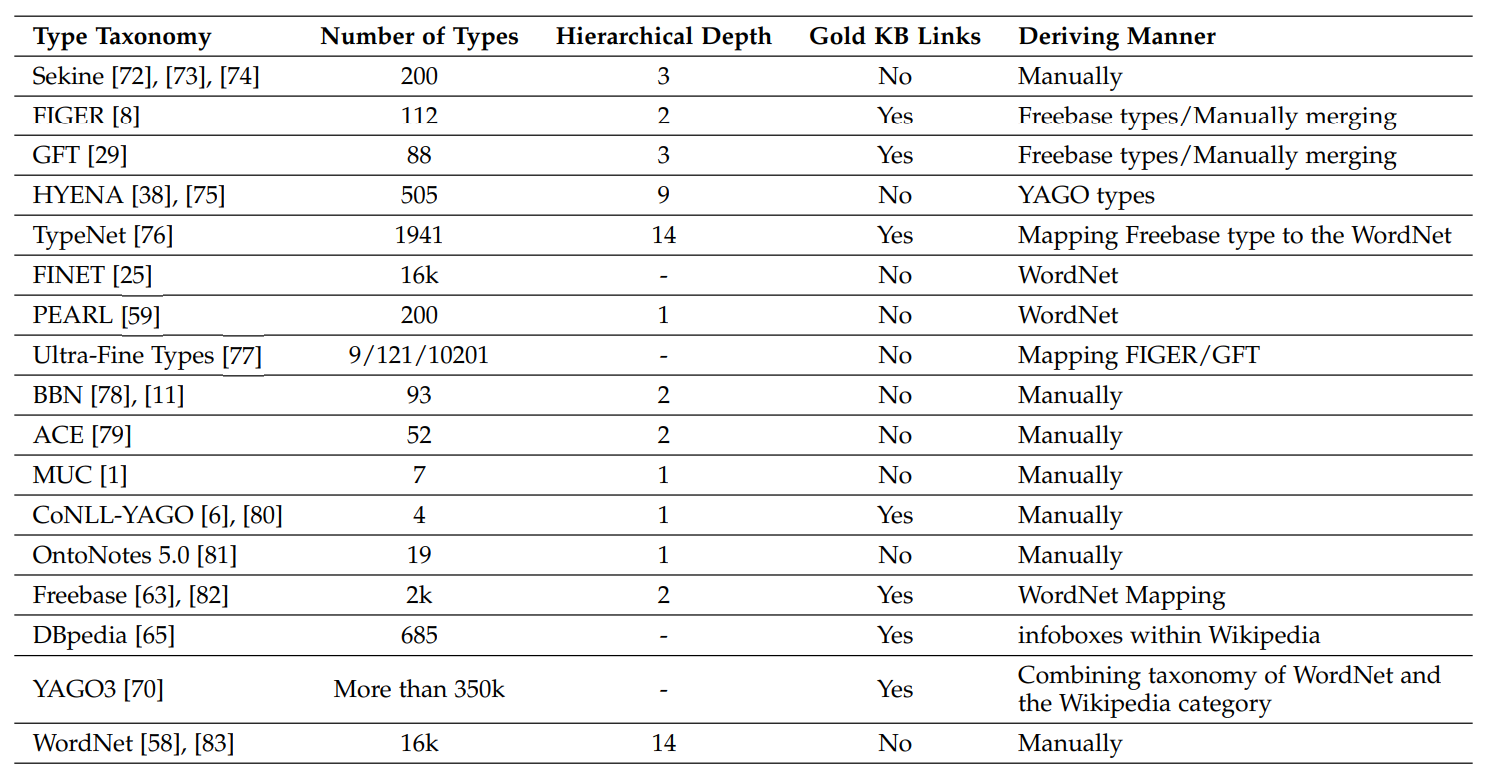 Type Taxonomy Number of Types Hierarchical Depth Gold KB Links Deriving Manner
Sekine [72], [73], [74] 200 3 No Manually
FIGER [8] 112 2 Yes Freebase types/Manually merging
GFT [29] 88 3 Yes Freebase types/Manually merging
HYENA [38], [75] 505 9 No YAGO types
TypeNet [76] 1941 14 Yes Mapping Freebase type to the WordNet
FINET [25] 16k - No WordNet
PEARL [59] 200 1 No WordNet
Ultra-Fine Types [77] 9/121/10201 - No Mapping FIGER/GFT
BBN [78], [11] 93 2 No Manually
ACE [79] 52 2 No Manually
MUC [1] 7 1 No Manually
CoNLL-YAGO [6], [80] 4 1 Yes Manually
OntoNotes 5.0 [81] 19 1 No Manually
Freebase [63], [82] 2k 2 Yes WordNet Mapping
DBpedia [65] 685 - Yes infoboxes within Wikipedia
YAGO3 [70] More than 350k - Yes Combining taxonomy of WordNet and
the Wikipedia category
WordNet [58], [83] 16k 14 No Manually